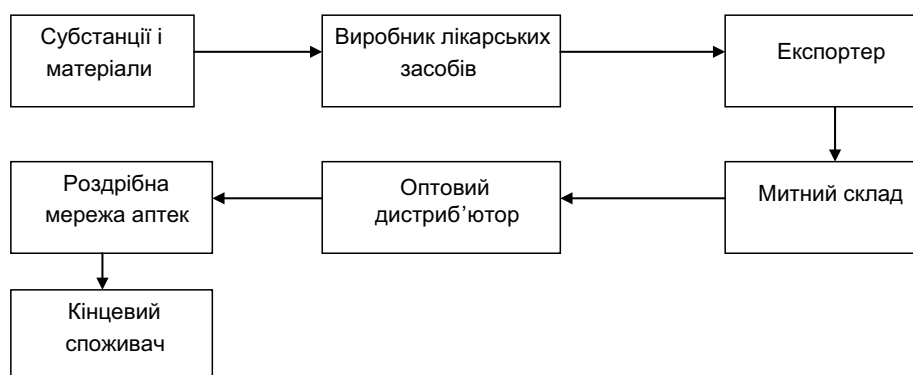 Субстанції і
матеріали
Виробник лікарських
засобів
Експортер
Митний склад
Оптовий
дистриб’ютор
Роздрібна
мережа аптек
Кінцевий
споживач